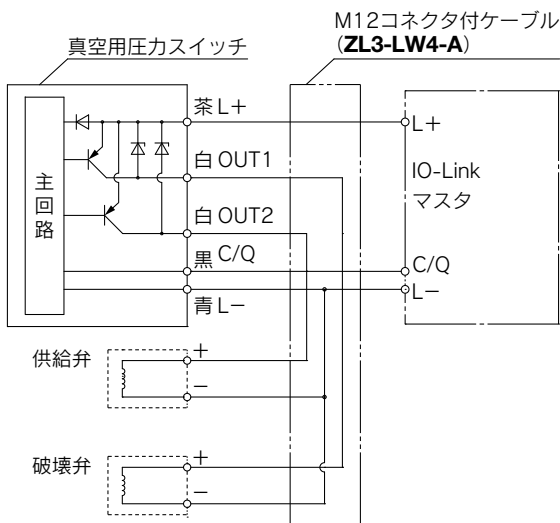 M12コネクタ付ケーブル
(ZL3-LW4-A)
真空用圧力スイッチ
茶 L+
L+
白 OUT1
IO-Link
マスタ
主回路
白 OUT2
黒 C/Q
C/Q
青 L−
L−
供給弁
+
−
破壊弁
+
−